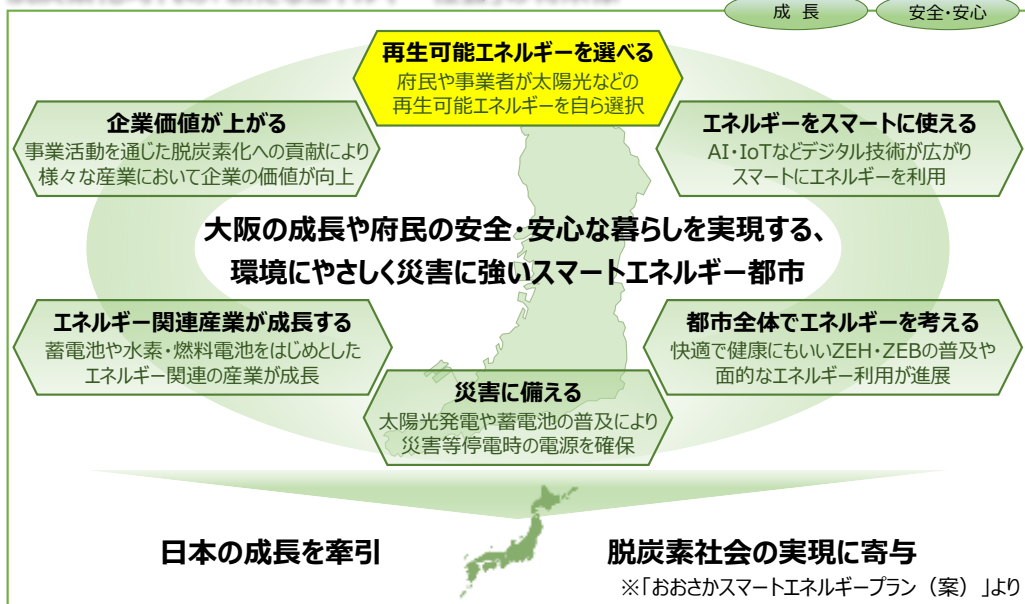 成 長
安全・安心
再生可能エネルギーを選べる
府民や事業者が太陽光などの
再生可能エネルギーを自ら選択
企業価値が上がる
事業活動を通じた脱炭素化への貢献により
様々な産業において企業の価値が向上
エネルギーをスマートに使える
AI・IoTなどデジタル技術が広がり
スマートにエネルギーを利用
大阪の成長や府民の安全・安心な暮らしを実現する、
環境にやさしく災害に強いスマートエネルギー都市
エネルギー関連産業が成長する
蓄電池や水素・燃料電池をはじめとした
エネルギー関連の産業が成長
都市全体でエネルギーを考える
快適で健康にもいいZEH・ZEBの普及や
面的なエネルギー利用が進展
災害に備える
太陽光発電や蓄電池の普及により
災害等停電時の電源を確保
日本の成長を牽引
脱炭素社会の実現に寄与
※「おおさかスマートエネルギープラン（案）」より